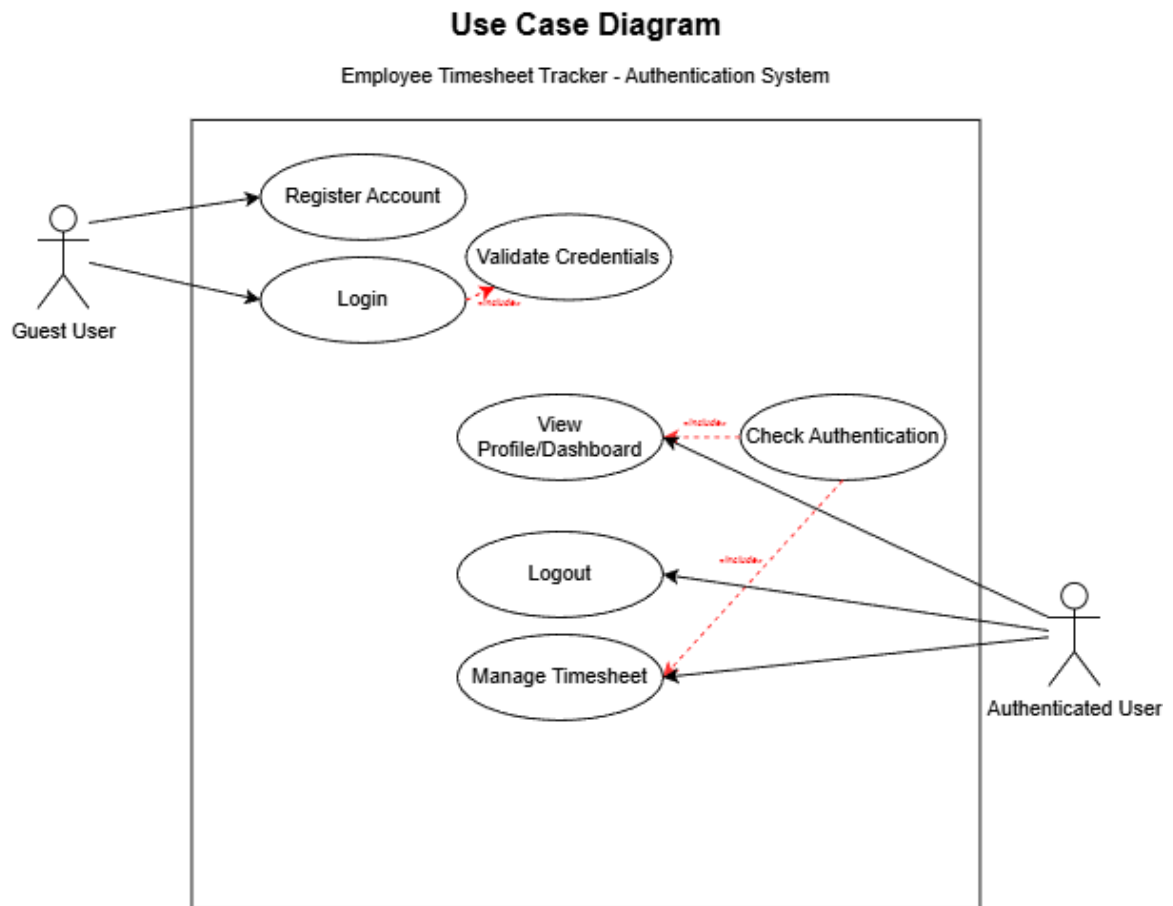 Use Case Diagram
Employee Timesheet Tracker - Authentication System
Register Account
Validate Credentials
Login
«include»
Guest User
View
Profile/Dashboard
«include»
Check Authentication
Logout
«include»
Manage Timesheet
Authenticated User